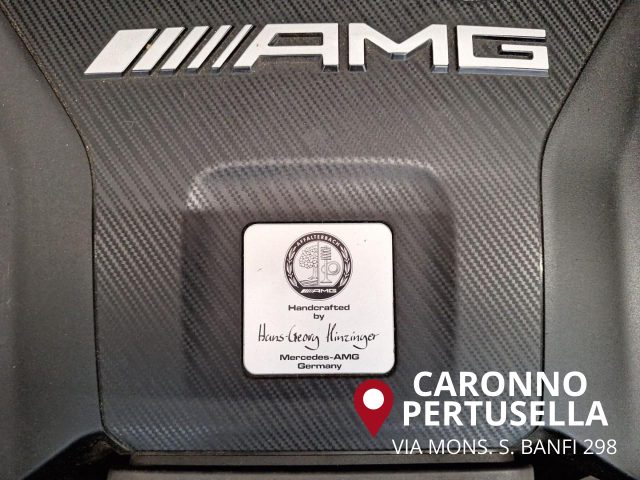 AMG
AFFALTERBACH
AMG
Handcrafted
by
Hans-Georg Hinzinger
Mercedes-AMG
Germany
CARONNO
PERTUSELLA
VIA MONS. S. BANFI 298